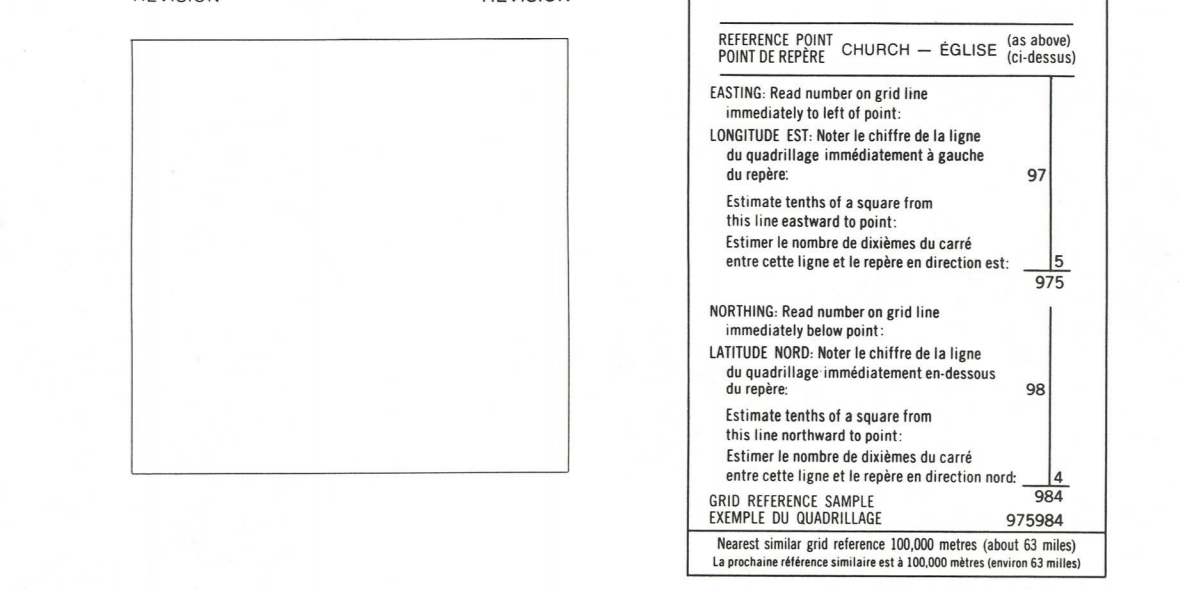 REVISION REVISION
REFERENCE POINT CHURCH — ÉGLISE (as above)
POINT DE REPÈRE (ci-dessus)
EASTING: Read number on grid line
immediately to left of point:
LONGITUDE EST: Noter le chiffre de la ligne
du quadrillage immédiatement à gauche
du repère: 97
Estimate tenths of a square from
this line eastward to point:
Estimer le nombre de dixièmes du carré
entre cette ligne et le repère en direction est: 5
975
NORTHING: Read number on grid line
immediately below point:
LATITUDE NORD: Noter le chiffre de la ligne
du quadrillage immédiatement en-dessous
du repère: 98
Estimate tenths of a square from
this line northward to point:
Estimer le nombre de dixièmes du carré
entre cette ligne et le repère en direction nord: 4
GRID REFERENCE SAMPLE 984
EXEMPLE DU QUADRILLAGE 975984
Nearest similar grid reference 100,000 metres (about 63 miles)
La prochaine référence similaire est à 100,000 mètres (environ 63 milles)